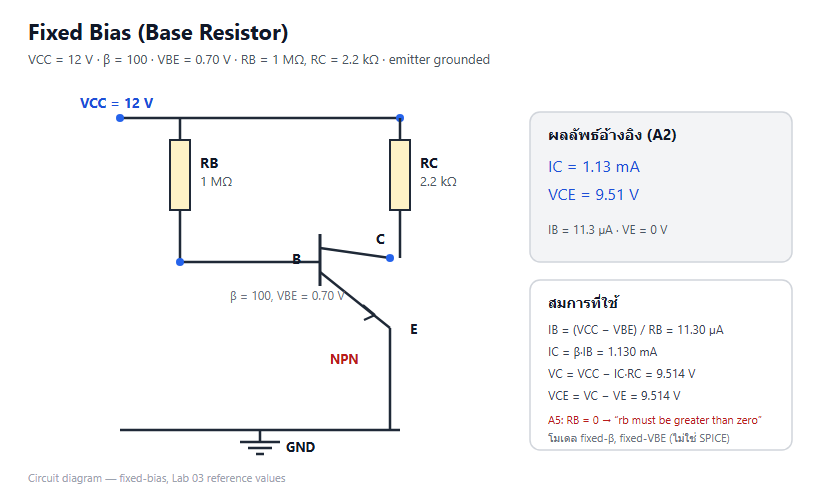 Fixed Bias (Base Resistor)
VCC = 12 V · β = 100 · VBE = 0.70 V · RB = 1 MΩ, RC = 2.2 kΩ · emitter grounded
VCC = 12 V
RB
1 MΩ
RC
2.2 kΩ
C
B
β = 100, VBE = 0.70 V
E
NPN
GND
ผลลัพธ์อ้างอิง (A2)
IC = 1.13 mA
VCE = 9.51 V
IB = 11.3 µA · VE = 0 V
สมการที่ใช้
IB = (VCC − VBE) / RB = 11.30 µA
IC = β·IB = 1.130 mA
VC = VCC − IC·RC = 9.514 V
VCE = VC − VE = 9.514 V
A5: RB = 0 → "rb must be greater than zero"
โมเดล fixed-β, fixed-VBE (ไม่ใช่ SPICE)
Circuit diagram — fixed-bias, Lab 03 reference values